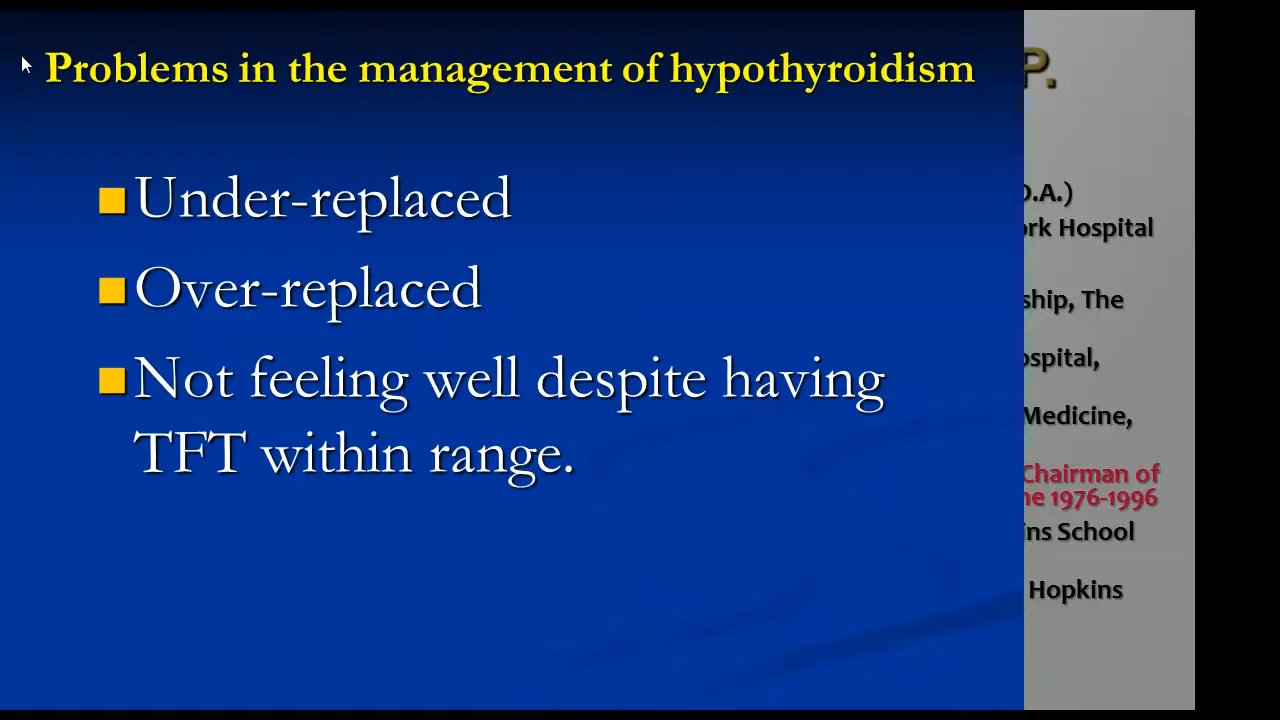 Problems in the management of hypothyroidism
Under-replaced
Over-replaced
Not feeling well despite having
TFT within range.
P.
O.A.)
ork Hospital
ship, The
ospital,
Medicine,
Chairman of
ne 1976-1996
ins School
Hopkins